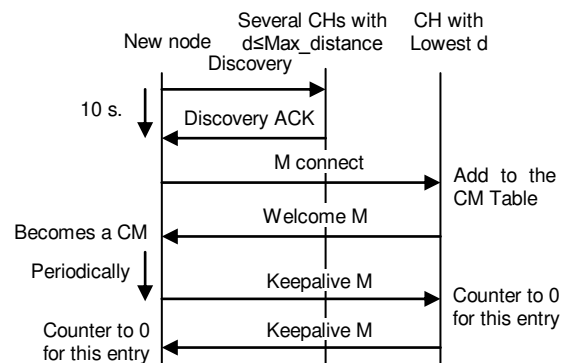 New node
Several CHs with
d≤Max_distance
CH with
Lowest d
Discovery
10 s.
Discovery ACK
M connect
Add to the
CM Table
Welcome M
Becomes a CM
Periodically
Keepalive M
Counter to 0
for this entry
Keepalive M
Counter to 0
for this entry